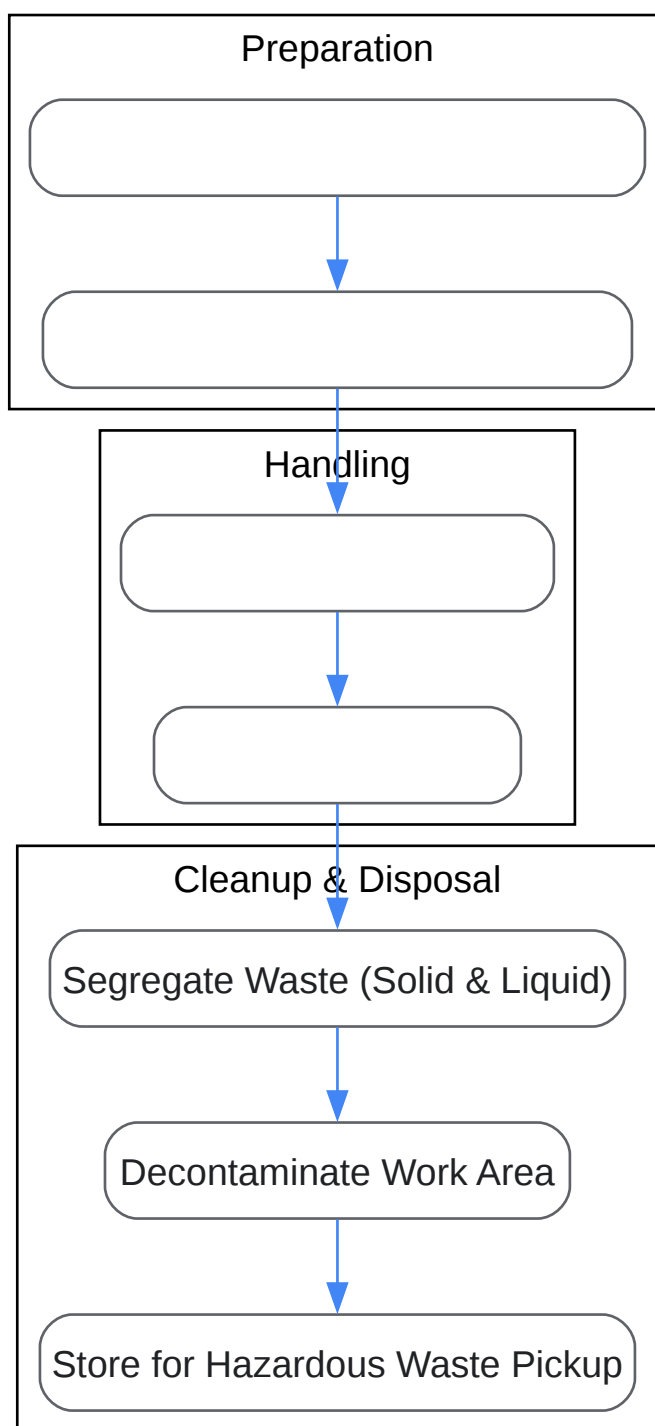 Preparation
Handling
Cleanup & Disposal
Segregate Waste (Solid & Liquid)
Decontaminate Work Area
Store for Hazardous Waste Pickup